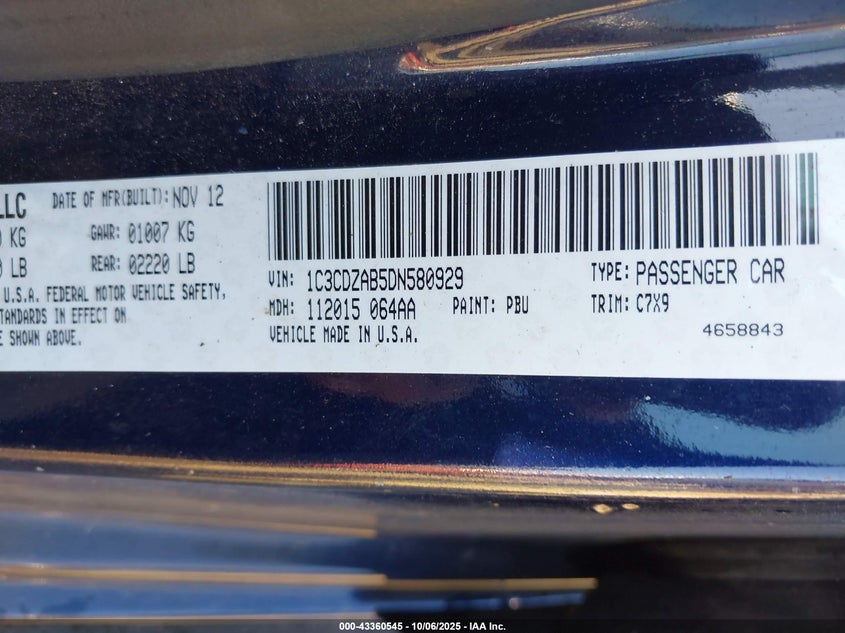 LLC DATE OF MFR(BUILT): NOV 12
KG GAWR: 01007 KG
LB REAR: 02220 LB
U.S.A. FEDERAL MOTOR VEHICLE SAFETY,
STANDARDS IN EFFECT ON
SHOWN ABOVE.
VIN: 1C3CDZAB5DN580929 TYPE: PASSENGER CAR
MDH: 112015 064AA PAINT: PBU TRIM: C7X9
VEHICLE MADE IN U.S.A. 4658843
000-43360545 - 10/06/2025 - IAA Inc.